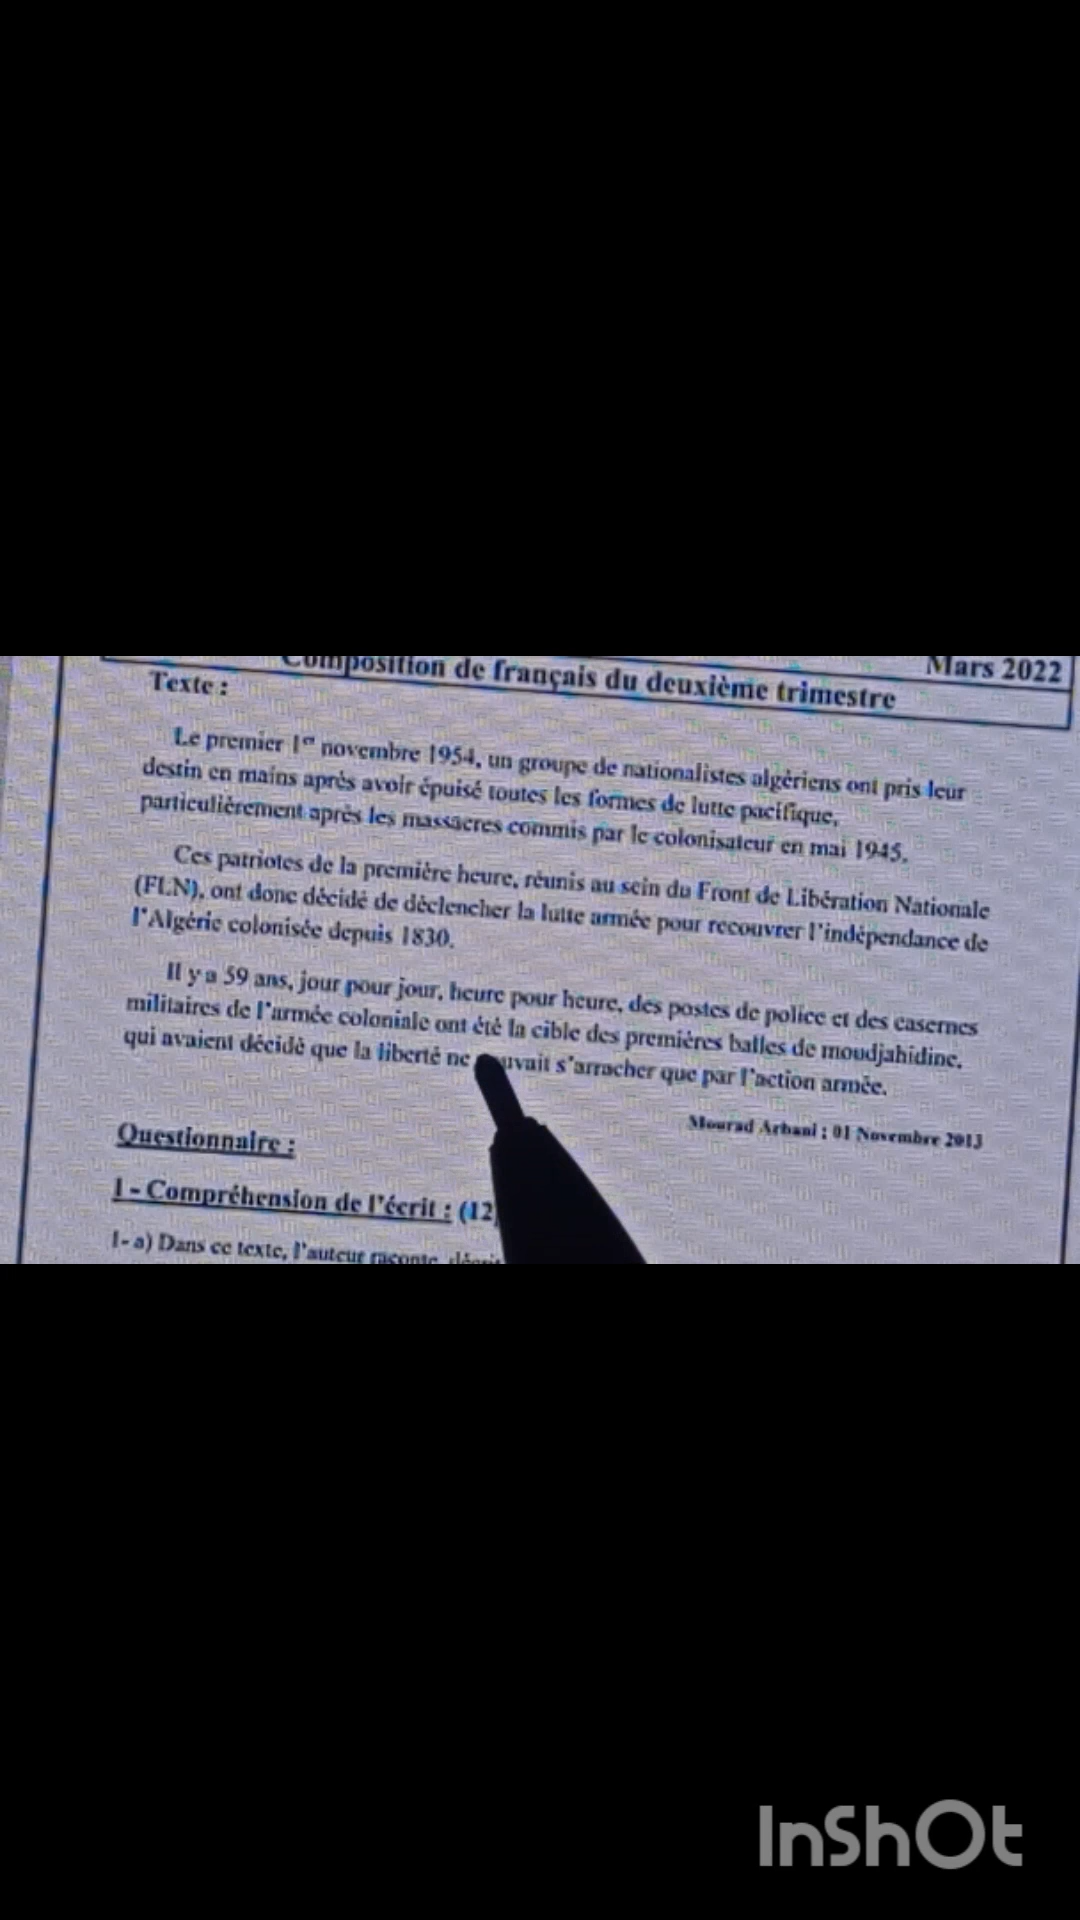 Composition de français du deuxième trimestre
Mars 2022
Texte :
Le premier 1er novembre 1954, un groupe de nationalistes algériens ont pris leur
destin en mains après avoir épuisé toutes les formes de lutte pacifique,
particulièrement après les massacres commis par le colonisateur en mai 1945.
Ces patriotes de la première heure, réunis au sein du Front de Libération Nationale
(FLN), ont donc décidé de déclencher la lutte armée pour recouvrer l'indépendance de
l'Algérie colonisée depuis 1830.
Il y a 59 ans, jour pour jour, heure pour heure, des postes de police et des casernes
militaires de l'armée coloniale ont été la cible des premières balles de moudjahidine,
qui avaient décidé que la liberté ne s'arracher que par l'action armée.
Mourad Arbani : 01 Novembre 2013
Questionnaire :
I - Compréhension de l'écrit : (12
1- a) Dans ce texte, l'auteur raconte
InShOt